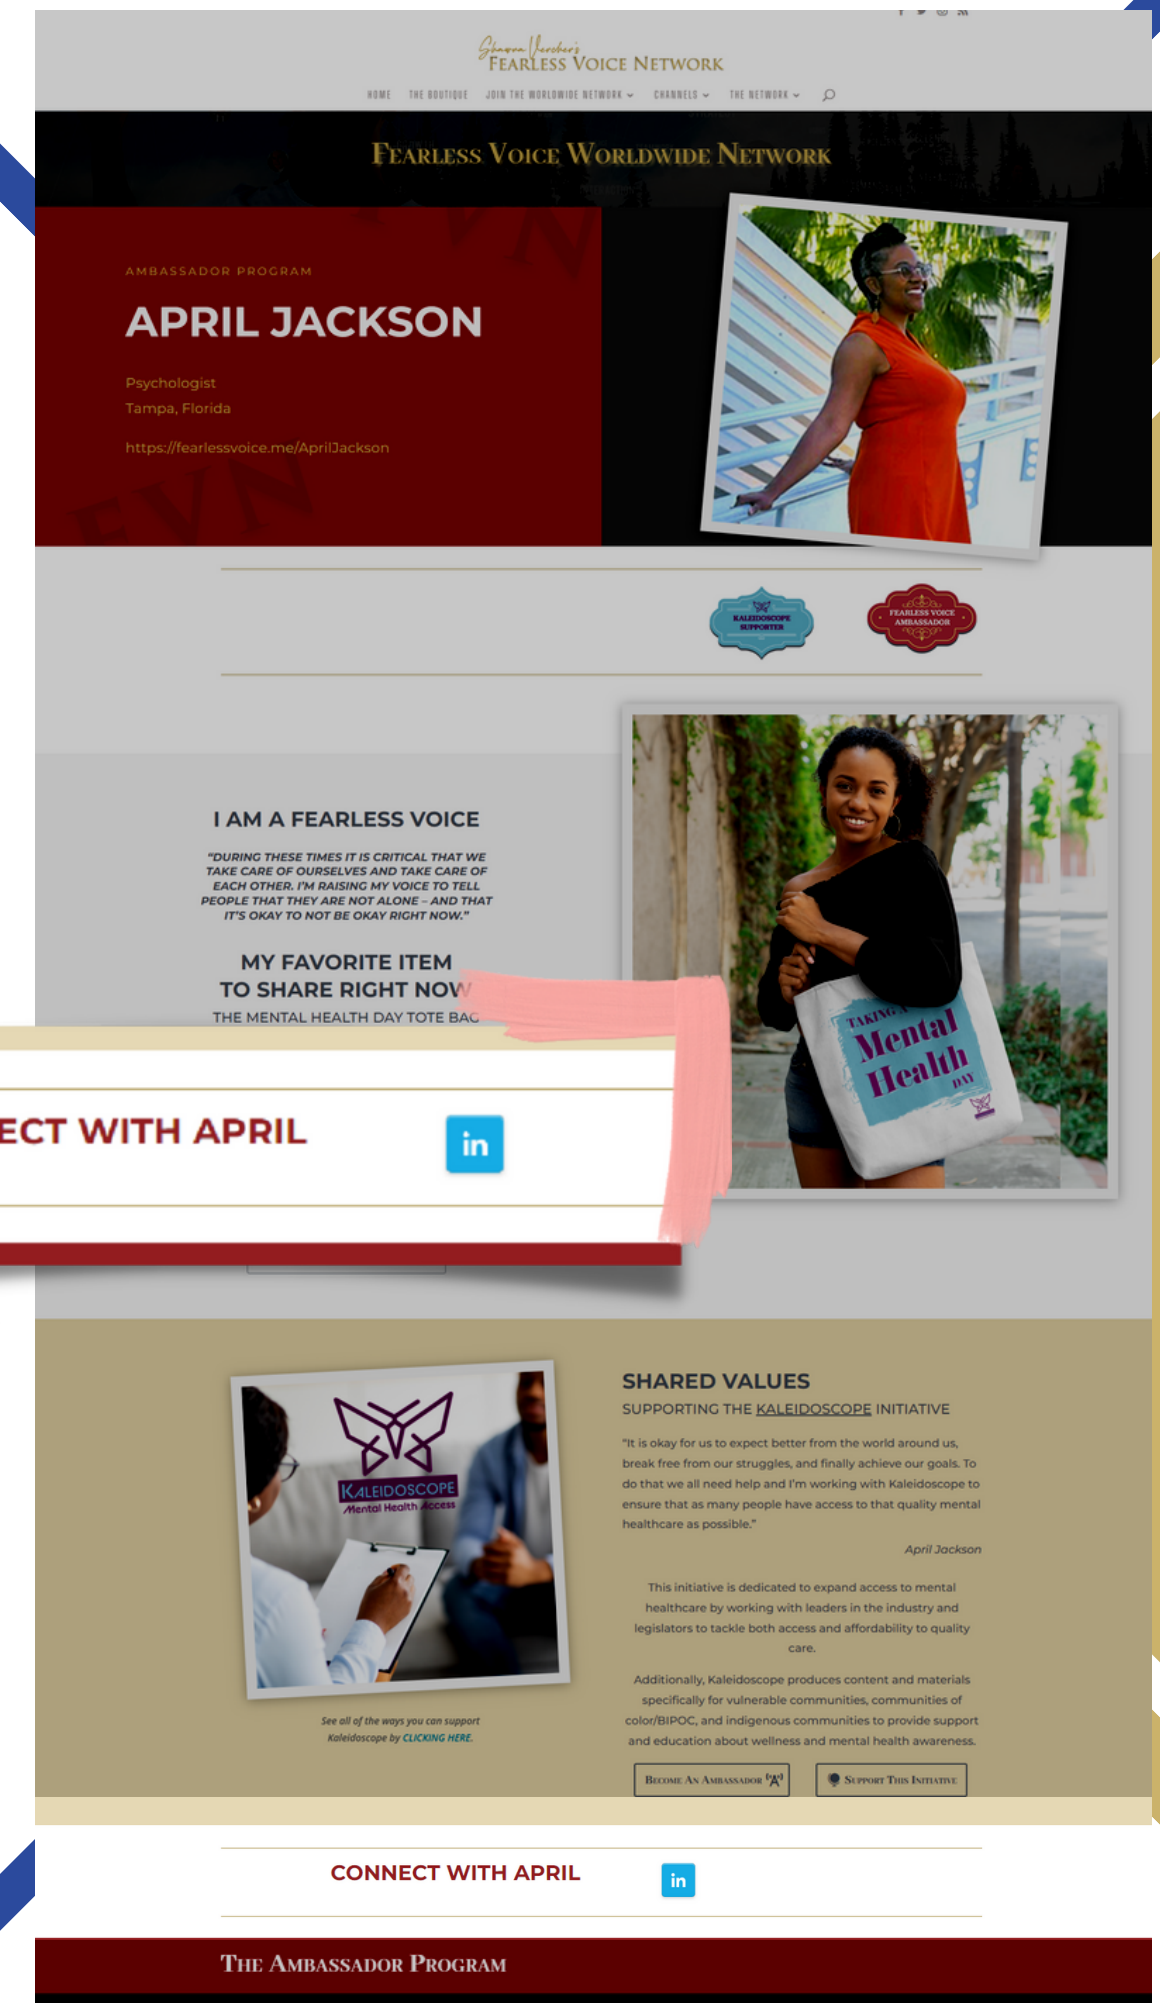 Shawna Vercher's
FEARLESS VOICE NETWORK
HOME THE BOUTIQUE JOIN THE WORLDWIDE NETWORK CHANNELS THE NETWORK
FEARLESS VOICE WORLDWIDE NETWORK
FVN
AMBASSADOR PROGRAM
APRIL JACKSON
Psychologist
Tampa, Florida
https://fearlessvoice.me/AprilJackson
FVN
KALEIDOSCOPE
SUPPORTER
FEARLESS VOICE
AMBASSADOR
I AM A FEARLESS VOICE
"DURING THESE TIMES IT IS CRITICAL THAT WE
TAKE CARE OF OURSELVES AND TAKE CARE OF
EACH OTHER. I'M RAISING MY VOICE TO TELL
PEOPLE THAT THEY ARE NOT ALONE – AND THAT
IT'S OKAY TO NOT BE OKAY RIGHT NOW."
MY FAVORITE ITEM
TO SHARE RIGHT NOW
THE MENTAL HEALTH DAY TOTE BAG
TAKING A
Mental
Health
DAY
ECT WITH APRIL
in
KALEIDOSCOPE
Mental Health Access
See all of the ways you can support
Kaleidoscope by CLICKING HERE.
SHARED VALUES
SUPPORTING THE KALEIDOSCOPE INITIATIVE
"It is okay for us to expect better from the world around us,
break free from our struggles, and finally achieve our goals. To
do that we all need help and I'm working with Kaleidoscope to
ensure that as many people have access to that quality mental
healthcare as possible."
April Jackson
This initiative is dedicated to expand access to mental
healthcare by working with leaders in the industry and
legislators to tackle both access and affordability to quality
care.
Additionally, Kaleidoscope produces content and materials
specifically for vulnerable communities, communities of
color/BIPOC, and indigenous communities to provide support
and education about wellness and mental health awareness.
BECOME AN AMBASSADOR
SUPPORT THIS INITIATIVE
CONNECT WITH APRIL
in
THE AMBASSADOR PROGRAM